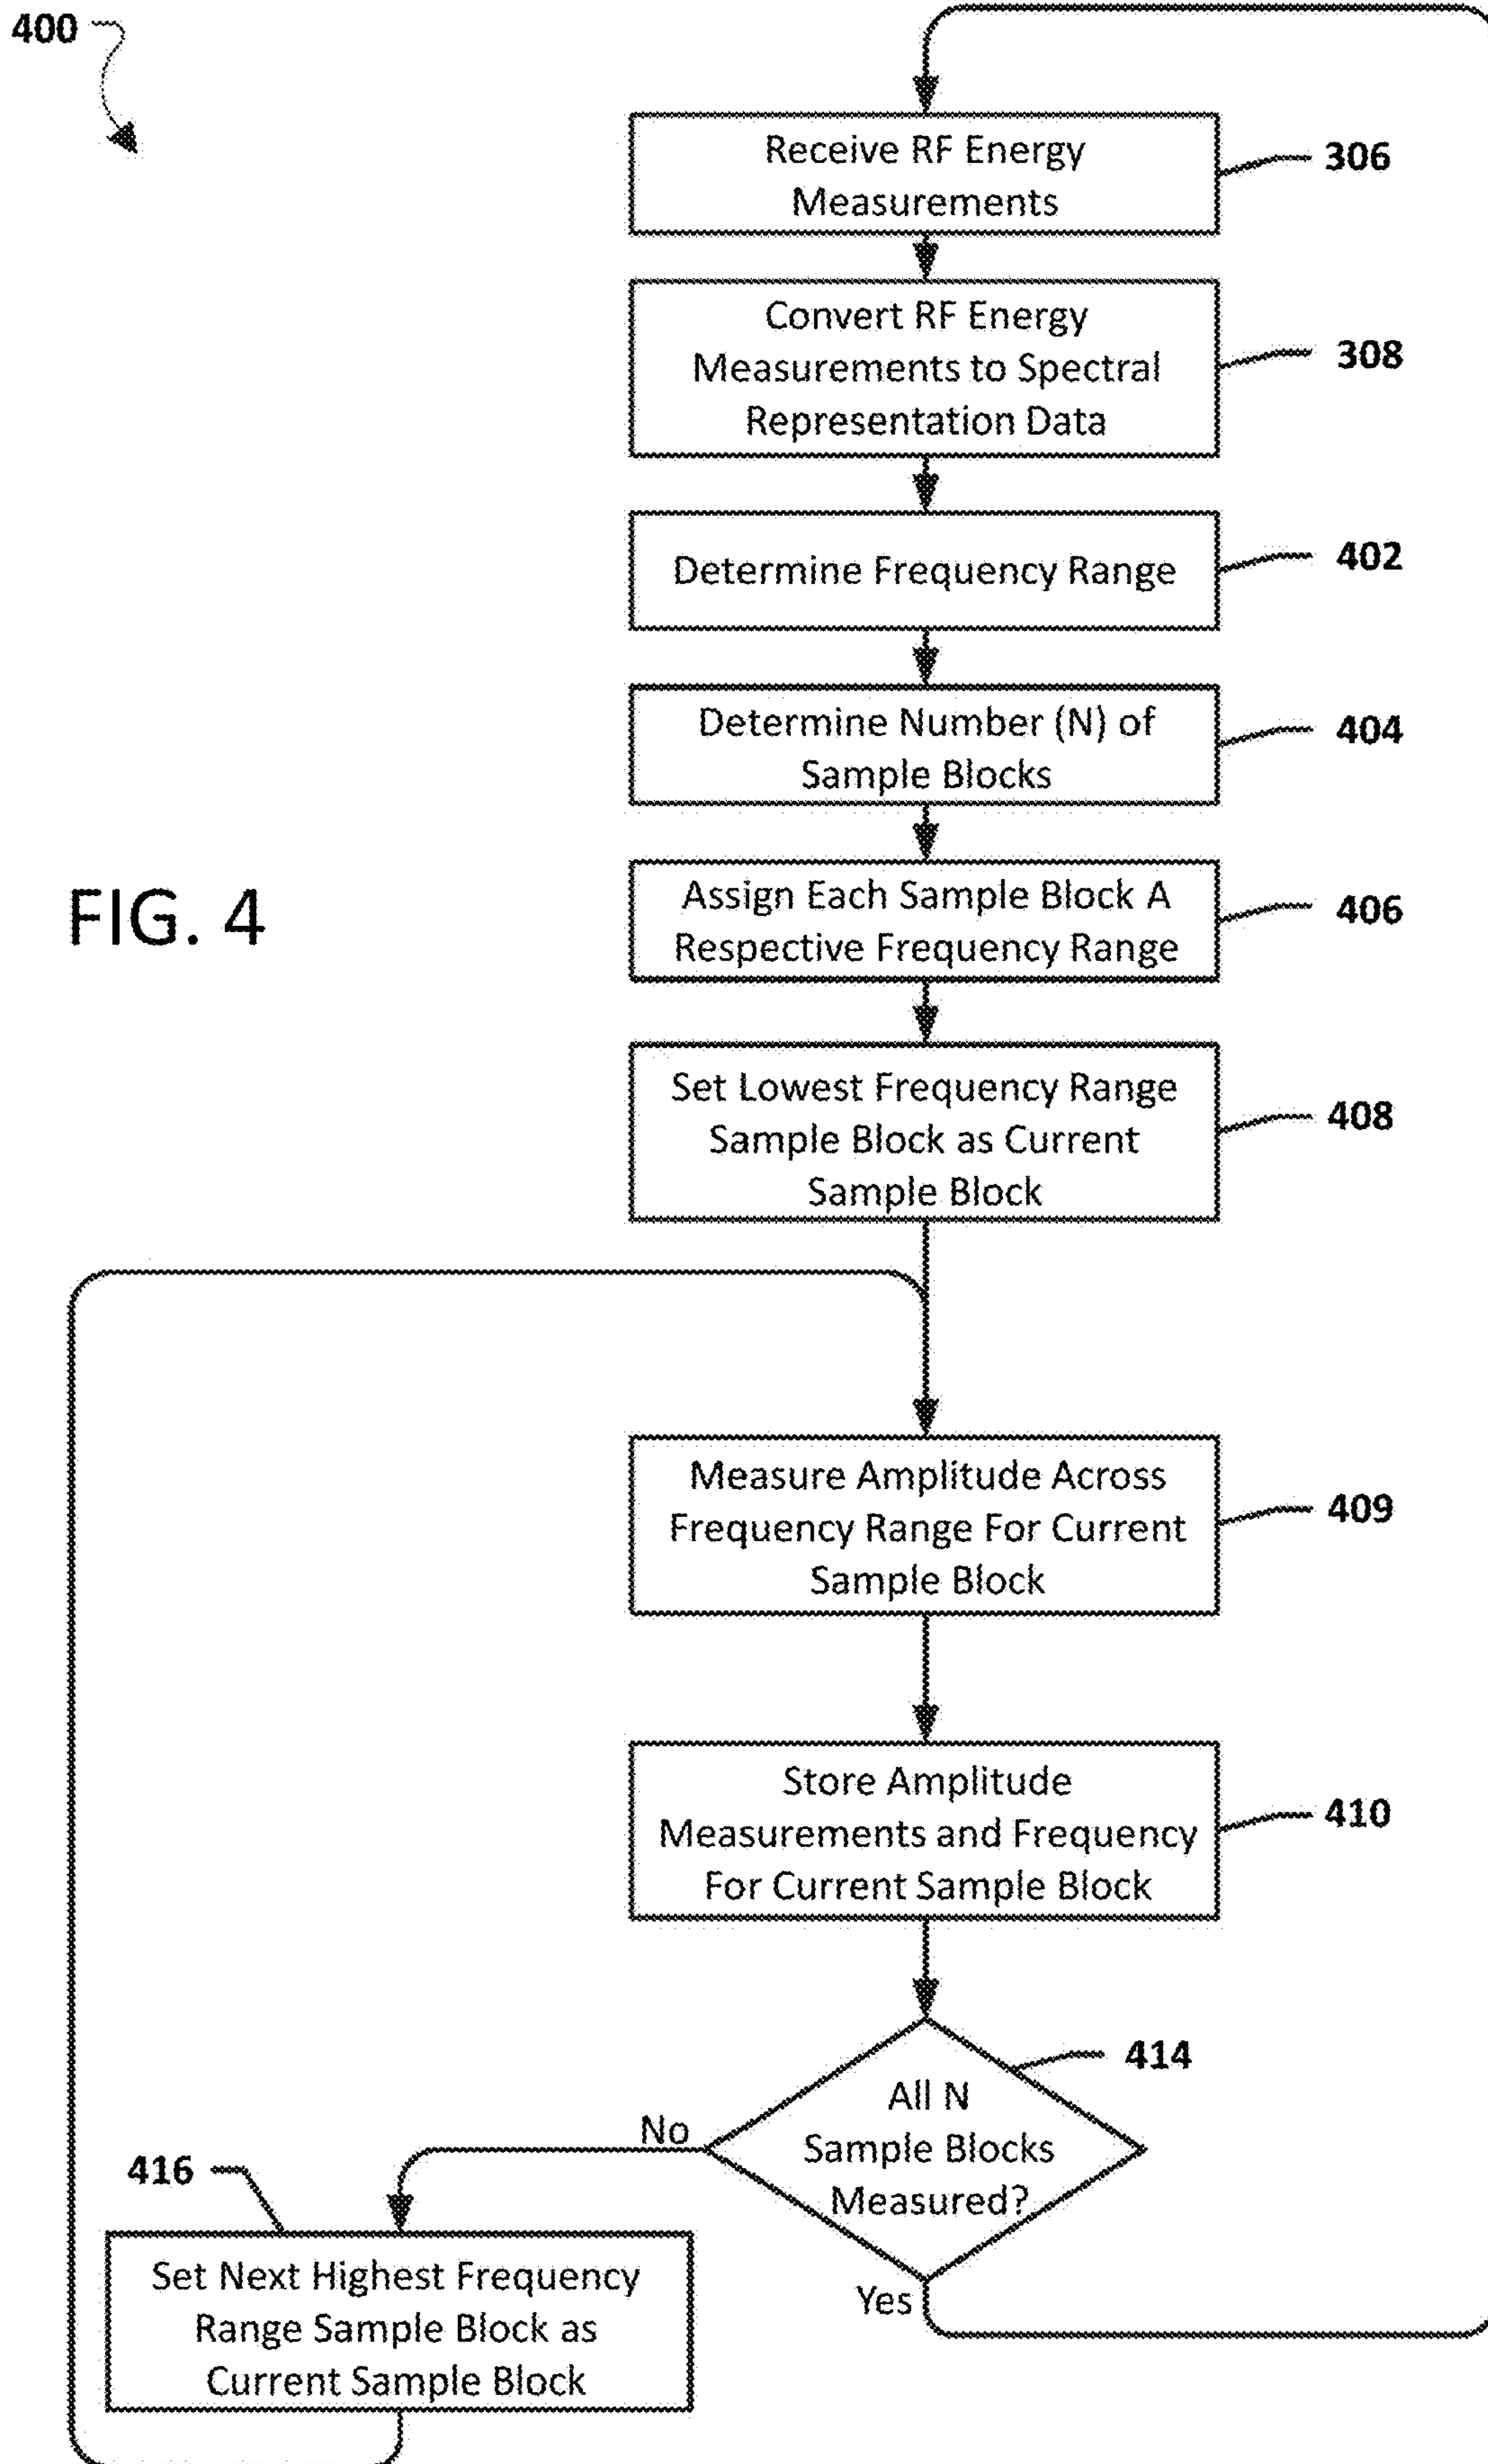 400
Receive RF Energy
Measurements
306
Convert RF Energy
Measurements to Spectral
Representation Data
308
Determine Frequency Range
402
Determine Number (N) of
Sample Blocks
404
FIG. 4
Assign Each Sample Block A
Respective Frequency Range
406
Set Lowest Frequency Range
Sample Block as Current
Sample Block
408
Measure Amplitude Across
Frequency Range For Current
Sample Block
409
Store Amplitude
Measurements and Frequency
For Current Sample Block
410
All N
Sample Blocks
Measured?
414
No
Yes
416
Set Next Highest Frequency
Range Sample Block as
Current Sample Block